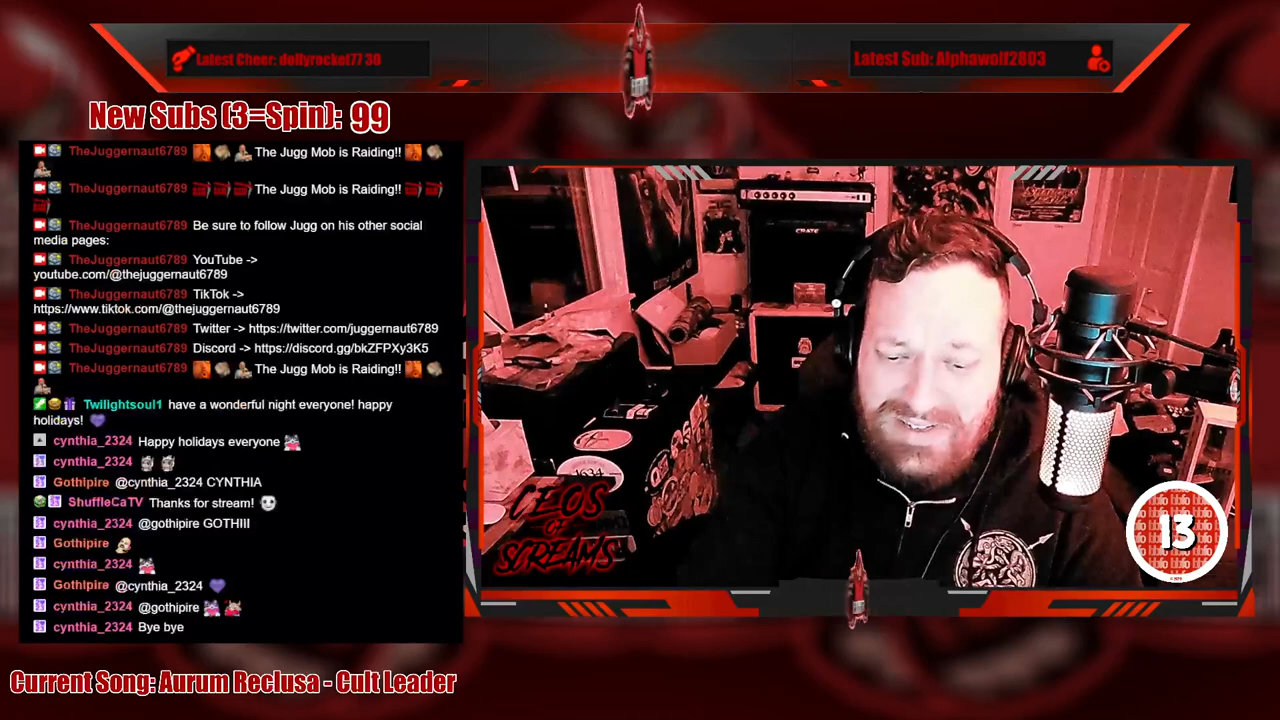 Latest Cheer: dollyrocket77 30
Latest Sub: Alphawolf2803
New Subs (3=Spin): 99
TheJuggernaut6789 The Jugg Mob is Raiding!!
TheJuggernaut6789 The Jugg Mob is Raiding!!
TheJuggernaut6789 Be sure to follow Jugg on his other social
media pages:
TheJuggernaut6789 YouTube ->
youtube.com/@thejuggernaut6789
TheJuggernaut6789 TikTok ->
https://www.tiktok.com/@thejuggernaut6789
TheJuggernaut6789 Twitter -> https://twitter.com/juggernaut6789
TheJuggernaut6789 Discord -> https://discord.gg/bkZFPXy3K5
TheJuggernaut6789 The Jugg Mob is Raiding!!
Twilightsoul1 have a wonderful night everyone! happy
holidays!
cynthia_2324 Happy holidays everyone
cynthia_2324
Gothipire @cynthia_2324 CYNTHIA
ShuffleCaTV Thanks for stream!
cynthia_2324 @gothipire GOTHIII
Gothipire
cynthia_2324
Gothipire @cynthia_2324
cynthia_2324 @gothipire
cynthia_2324 Bye bye
CRATE
1634
CEOS
OF
SCREAMS
13
Current Song: Aurum Reclusa - Cult Leader